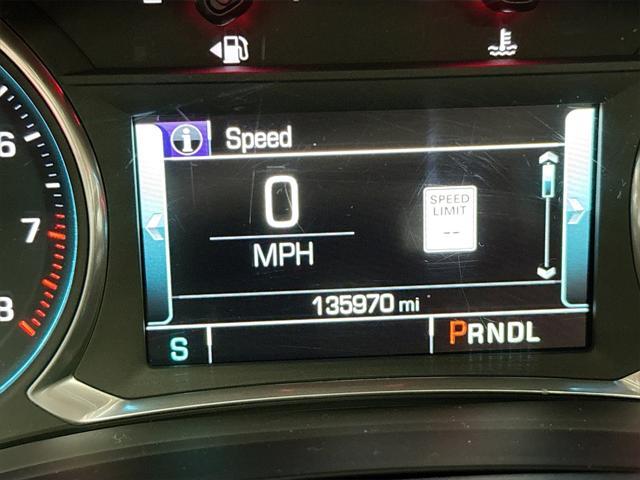 6
7
8
i Speed
0
MPH
SPEED
LIMIT
--
135970 mi
S
PRNDL